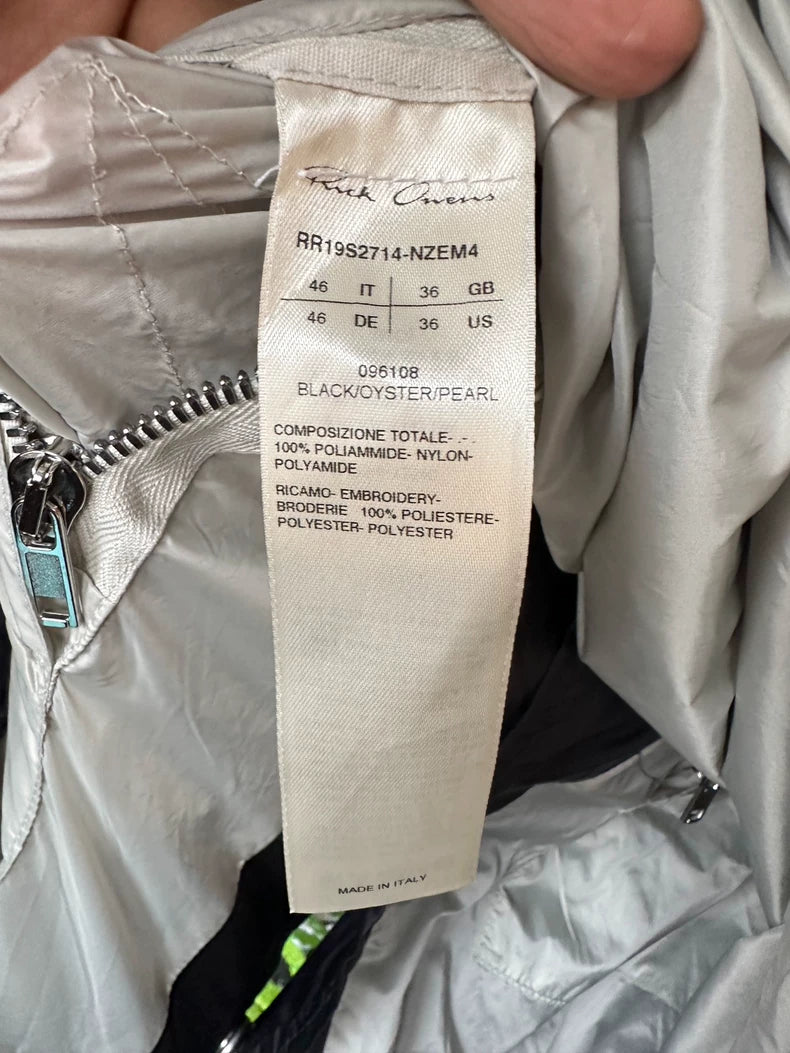 Rick Owens
RR19S2714-NZEM4
46 IT 36 GB
46 DE 36 US
096108
BLACK/OYSTER/PEARL
COMPOSIZIONE TOTALE- .- .
100% POLIAMMIDE- NYLON-
POLYAMIDE
RICAMO- EMBROIDERY-
BRODERIE 100% POLIESTERE-
POLYESTER- POLYESTER
MADE IN ITALY